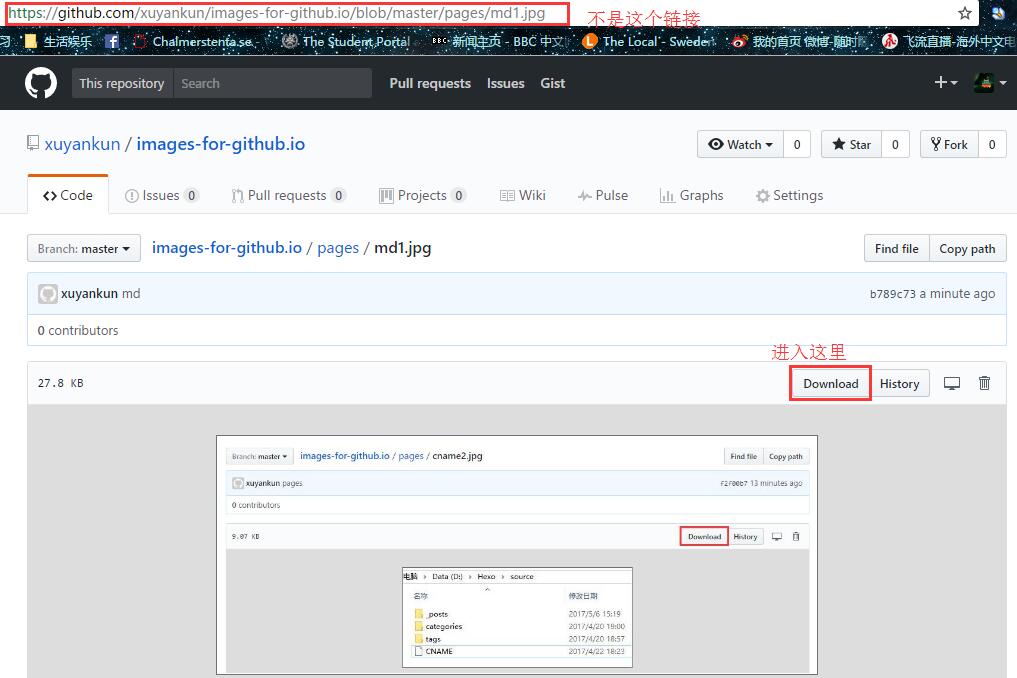 https://github.com/xuyankun/images-for-github.io/blob/master/pages/md1.jpg
不是这个链接
习 生活娱乐 Chalmerstenta.se The Student Portal BBC 新闻主页 - BBC 中文 The Local - Sweden 我的首页 微博-随时 飞流直播-海外中文电
This repository Search Pull requests Issues Gist
xuyankun / images-for-github.io
Watch 0 Star 0 Fork 0
Code Issues 0 Pull requests 0 Projects 0 Wiki Pulse Graphs Settings
Branch: master images-for-github.io / pages / md1.jpg Find file Copy path
xuyankun md b789c73 a minute ago
0 contributors
进入这里
27.8 KB Download History
Branch: master images-for-github.io / pages / cname2.jpg Find file Copy path
xuyankun pages f2f00b7 13 minutes ago
0 contributors
9.07 KB Download History
电脑 › Data (D:) › Hexo › source
名称 修改日期
_posts 2017/5/6 15:19
categories 2017/4/20 19:00
tags 2017/4/20 18:57
CNAME 2017/4/22 18:23